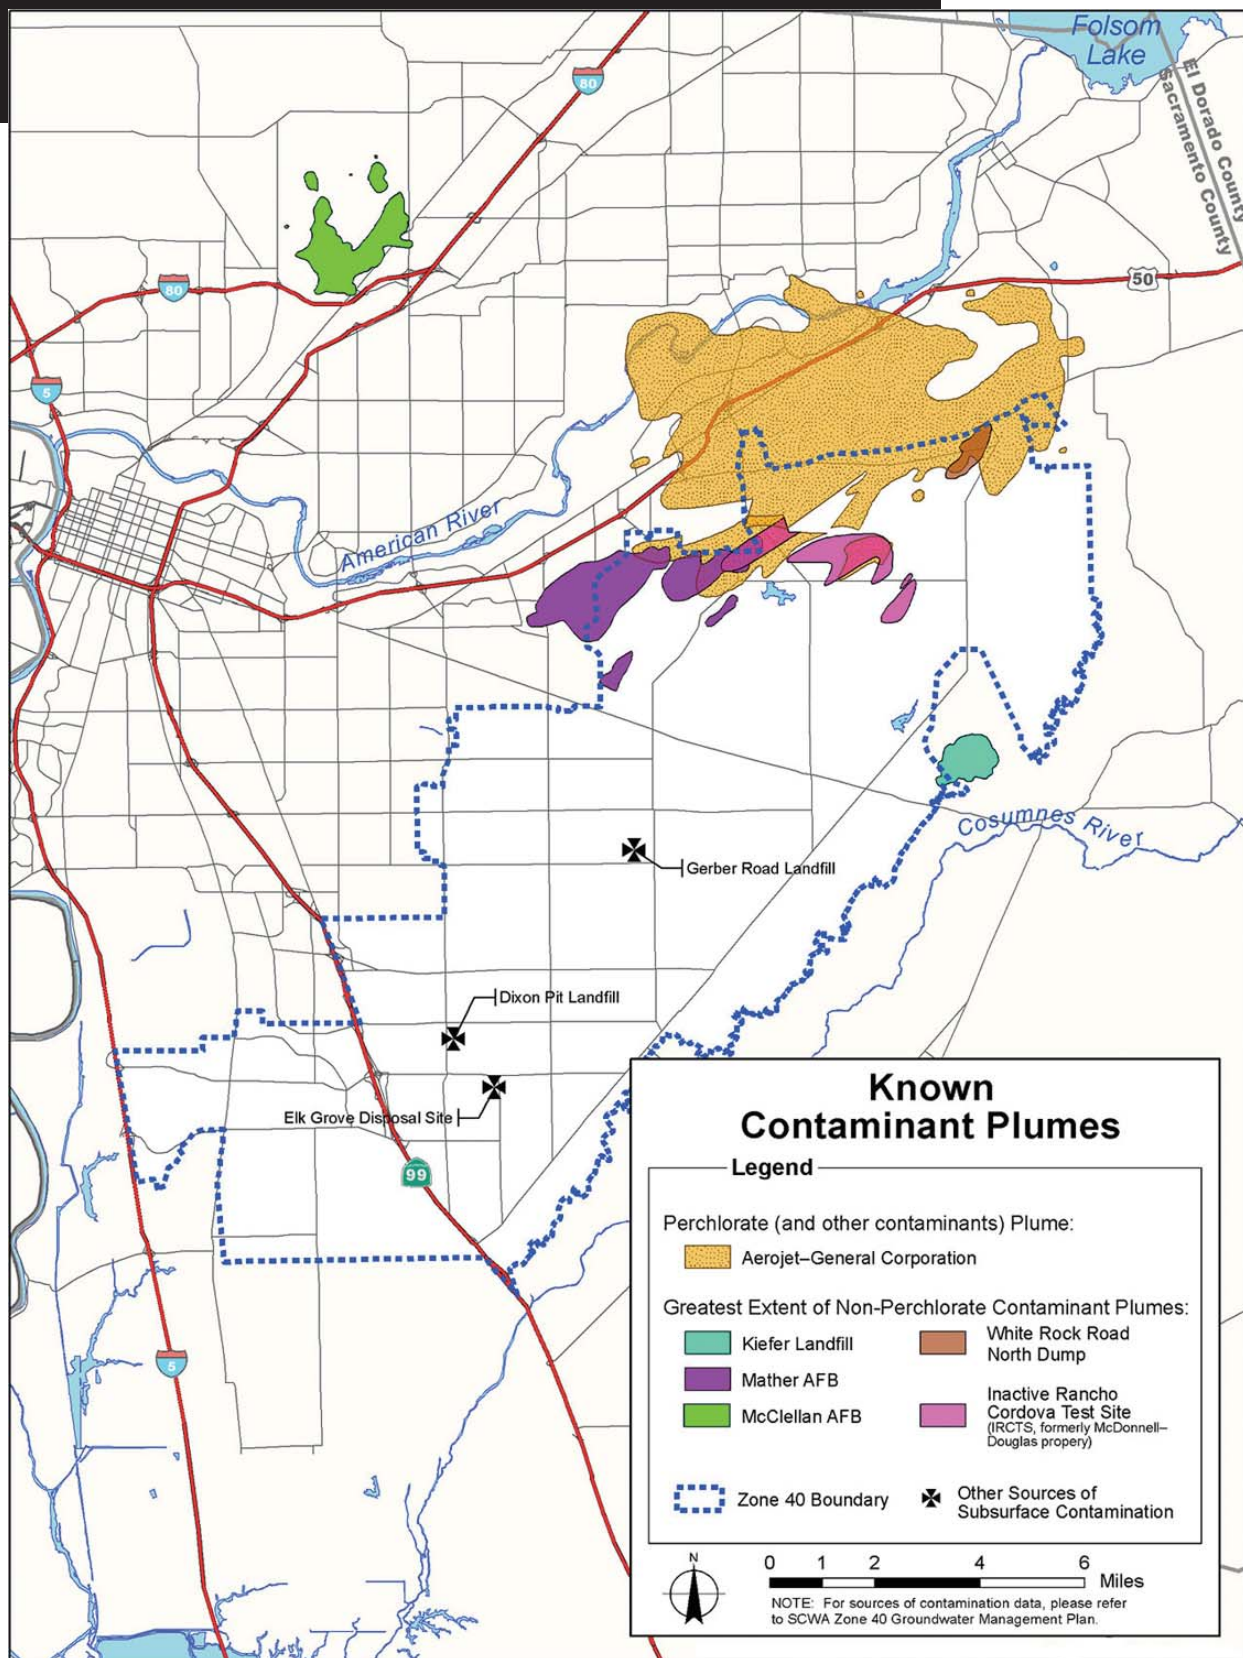 Folsom
Lake
El Dorado County
Sacramento County
80
80
50
5
American River
Cosumnes River
Gerber Road Landfill
Dixon Pit Landfill
Elk Grove Disposal Site
99
5
Known
Contaminant Plumes
Legend
Perchlorate (and other contaminants) Plume:
Aerojet–General Corporation
Greatest Extent of Non-Perchlorate Contaminant Plumes:
Kiefer Landfill
Mather AFB
McClellan AFB
White Rock Road
North Dump
Inactive Rancho
Cordova Test Site
(IRCTS, formerly McDonnell–
Douglas propery)
Zone 40 Boundary
Other Sources of
Subsurface Contamination
N
0 1 2 4 6
Miles
NOTE: For sources of contamination data, please refer
to SCWA Zone 40 Groundwater Management Plan.